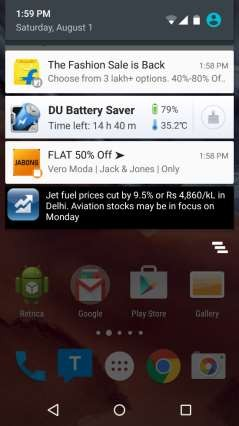 1:59 PM
Saturday, August 1
The Fashion Sale is Back 1:58 PM
Choose from 3 lakh+ options. 40%-80% Of..
DU Battery Saver 79%
Time left: 14 h 40 m 35.2℃
FLAT 50% Off ➤ 1:58 PM
JABONG
Vero Moda | Jack & Jones | Only
Jet fuel prices cut by 9.5% or Rs 4,860/kL in
Delhi. Aviation stocks may be in focus on
Monday
Retrica Google Play Store Gallery